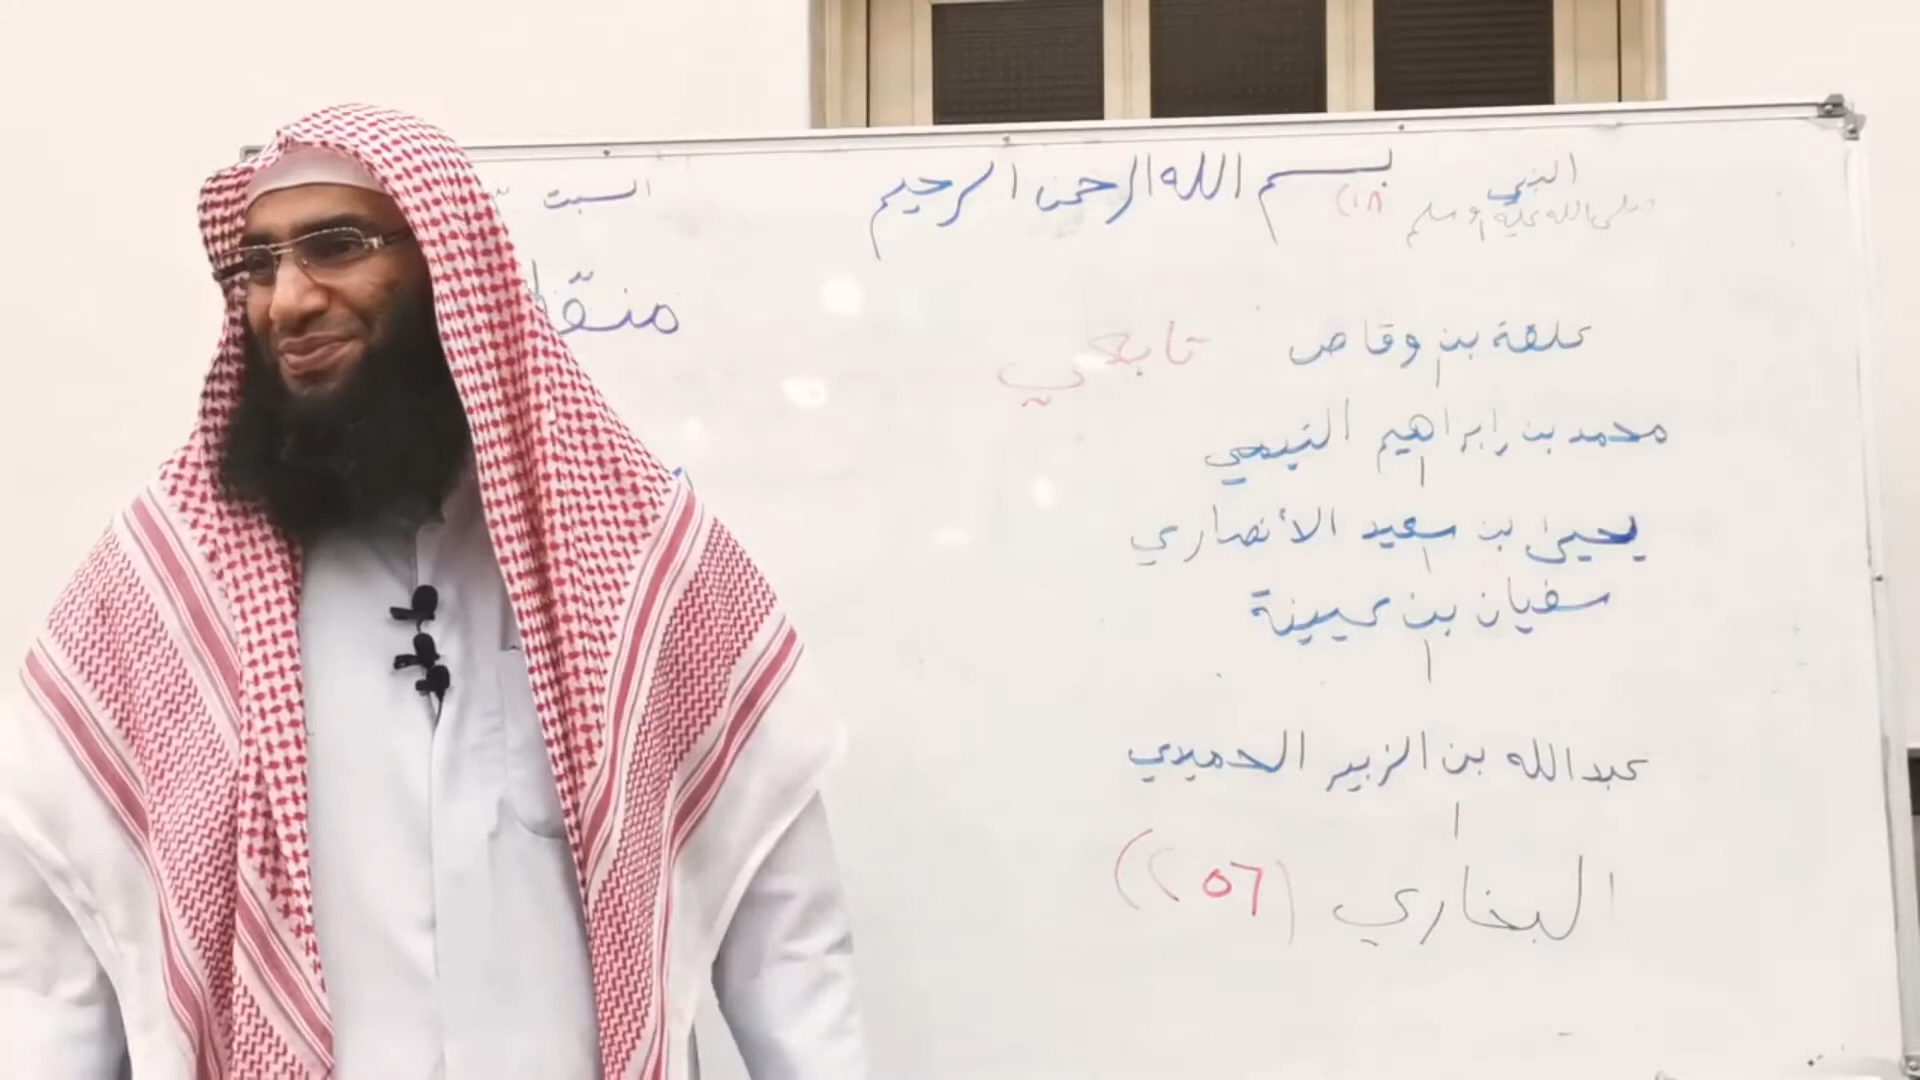 بسم الله الرحمن الرحيم
النبي
صلى الله عليه وسلم
السبت
علقمة بن وقاص تابعي
محمد بن إبراهيم التيمي
يحيى بن سعيد الأنصاري
سفيان بن عيينة
عبدالله بن الزبير الحميدي
البخاري (٢٥٦)